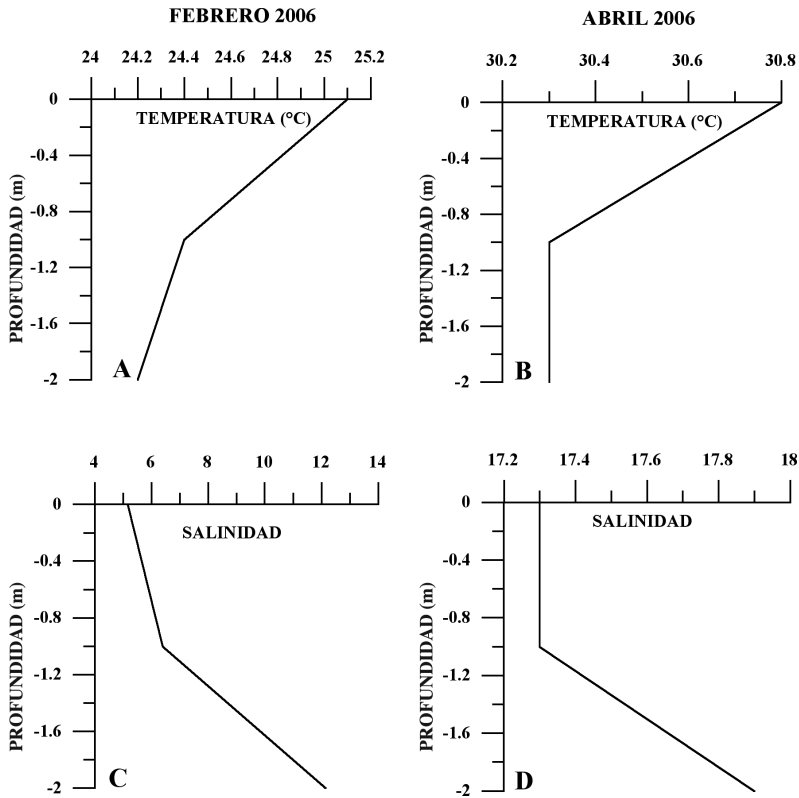 FEBRERO 2006
24 24.2 24.4 24.6 24.8 25 25.2
TEMPERATURA (°C)
0
-0.4
-0.8
-1.2
-1.6
-2
PROFUNDIDAD (m)
A
ABRIL 2006
30.2 30.4 30.6 30.8
TEMPERATURA (°C)
0
-0.4
-0.8
-1.2
-1.6
-2
PROFUNDIDAD (m)
B
4 6 8 10 12 14
SALINIDAD
0
-0.4
-0.8
-1.2
-1.6
-2
PROFUNDIDAD (m)
C
17.2 17.4 17.6 17.8 18
SALINIDAD
0
-0.4
-0.8
-1.2
-1.6
-2
PROFUNDIDAD (m)
D